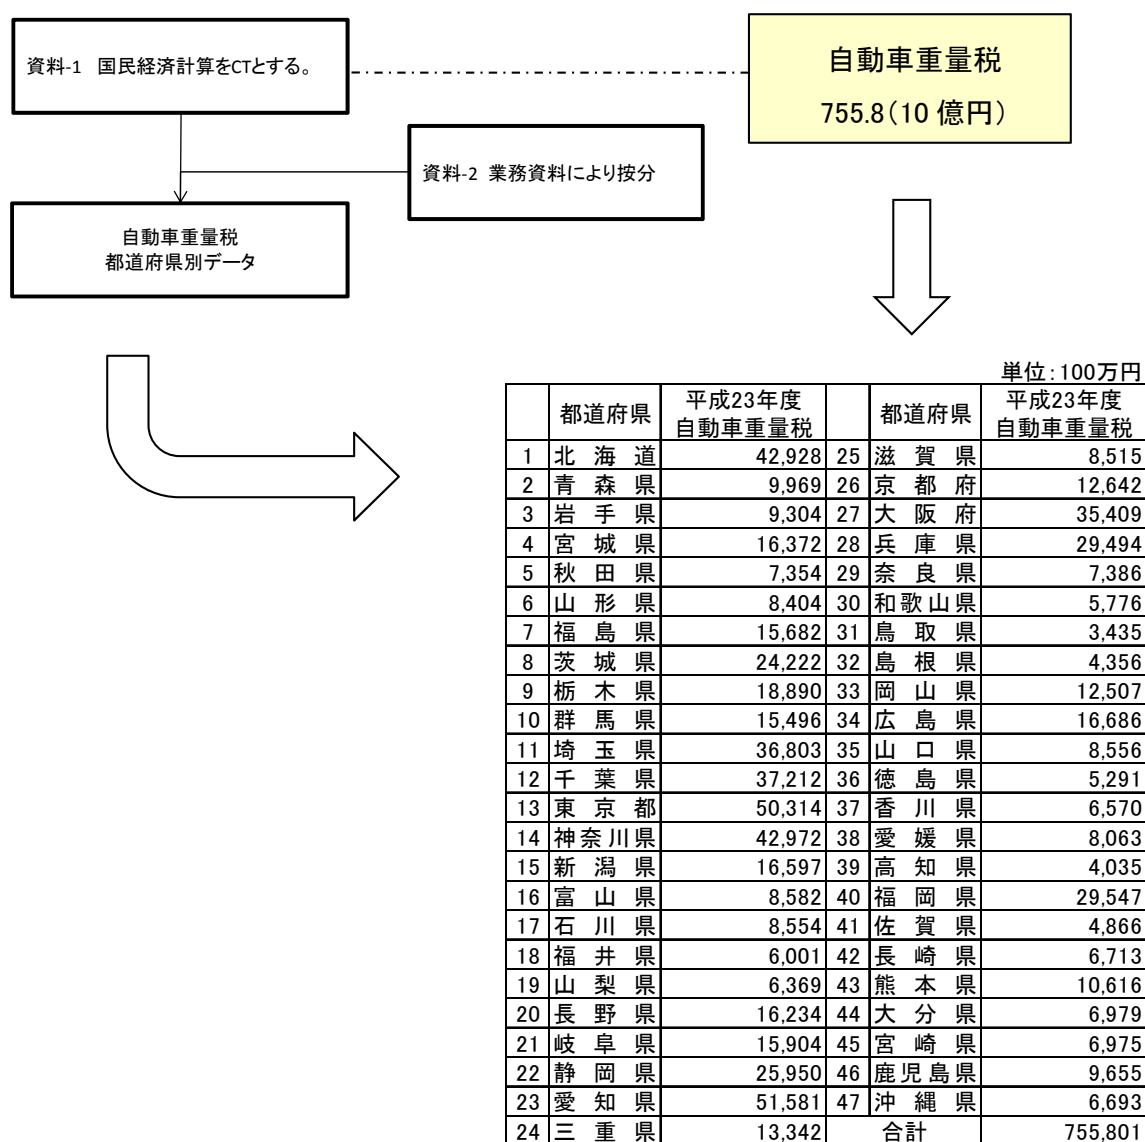 資料-1 国民経済計算をCTとする。
自動車重量税
755.8(10 億円)
資料-2 業務資料により按分
自動車重量税
都道府県別データ
単位:100万円
都道府県 平成23年度 自動車重量税 都道府県 平成23年度 自動車重量税
1 北海道 42,928 25 滋賀県 8,515
2 青森県 9,969 26 京都府 12,642
3 岩手県 9,304 27 大阪府 35,409
4 宮城県 16,372 28 兵庫県 29,494
5 秋田県 7,354 29 奈良県 7,386
6 山形県 8,404 30 和歌山県 5,776
7 福島県 15,682 31 鳥取県 3,435
8 茨城県 24,222 32 島根県 4,356
9 栃木県 18,890 33 岡山県 12,507
10 群馬県 15,496 34 広島県 16,686
11 埼玉県 36,803 35 山口県 8,556
12 千葉県 37,212 36 徳島県 5,291
13 東京都 50,314 37 香川県 6,570
14 神奈川県 42,972 38 愛媛県 8,063
15 新潟県 16,597 39 高知県 4,035
16 富山県 8,582 40 福岡県 29,547
17 石川県 8,554 41 佐賀県 4,866
18 福井県 6,001 42 長崎県 6,713
19 山梨県 6,369 43 熊本県 10,616
20 長野県 16,234 44 大分県 6,979
21 岐阜県 15,904 45 宮崎県 6,975
22 静岡県 25,950 46 鹿児島県 9,655
23 愛知県 51,581 47 沖縄県 6,693
24 三重県 13,342 合計 755,801